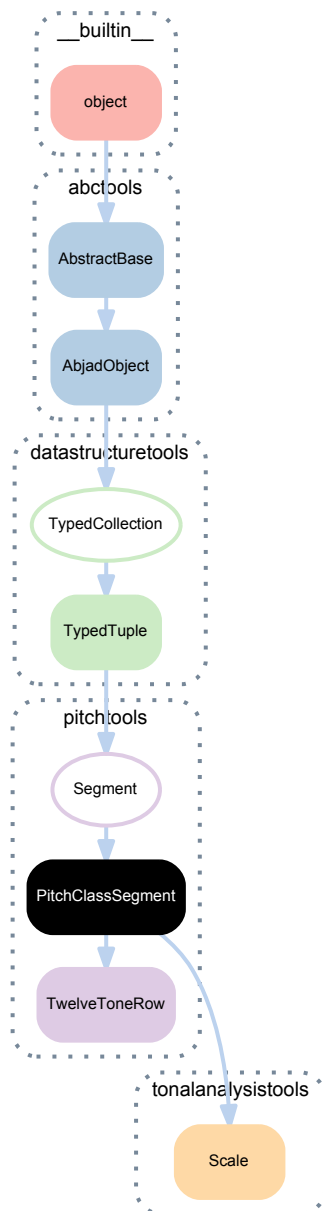 __builtin__
object
abctools
AbstractBase
AbjadObject
datastructuretools
TypedCollection
TypedTuple
pitchtools
Segment
PitchClassSegment
TwelveToneRow
tonalanalysistools
Scale